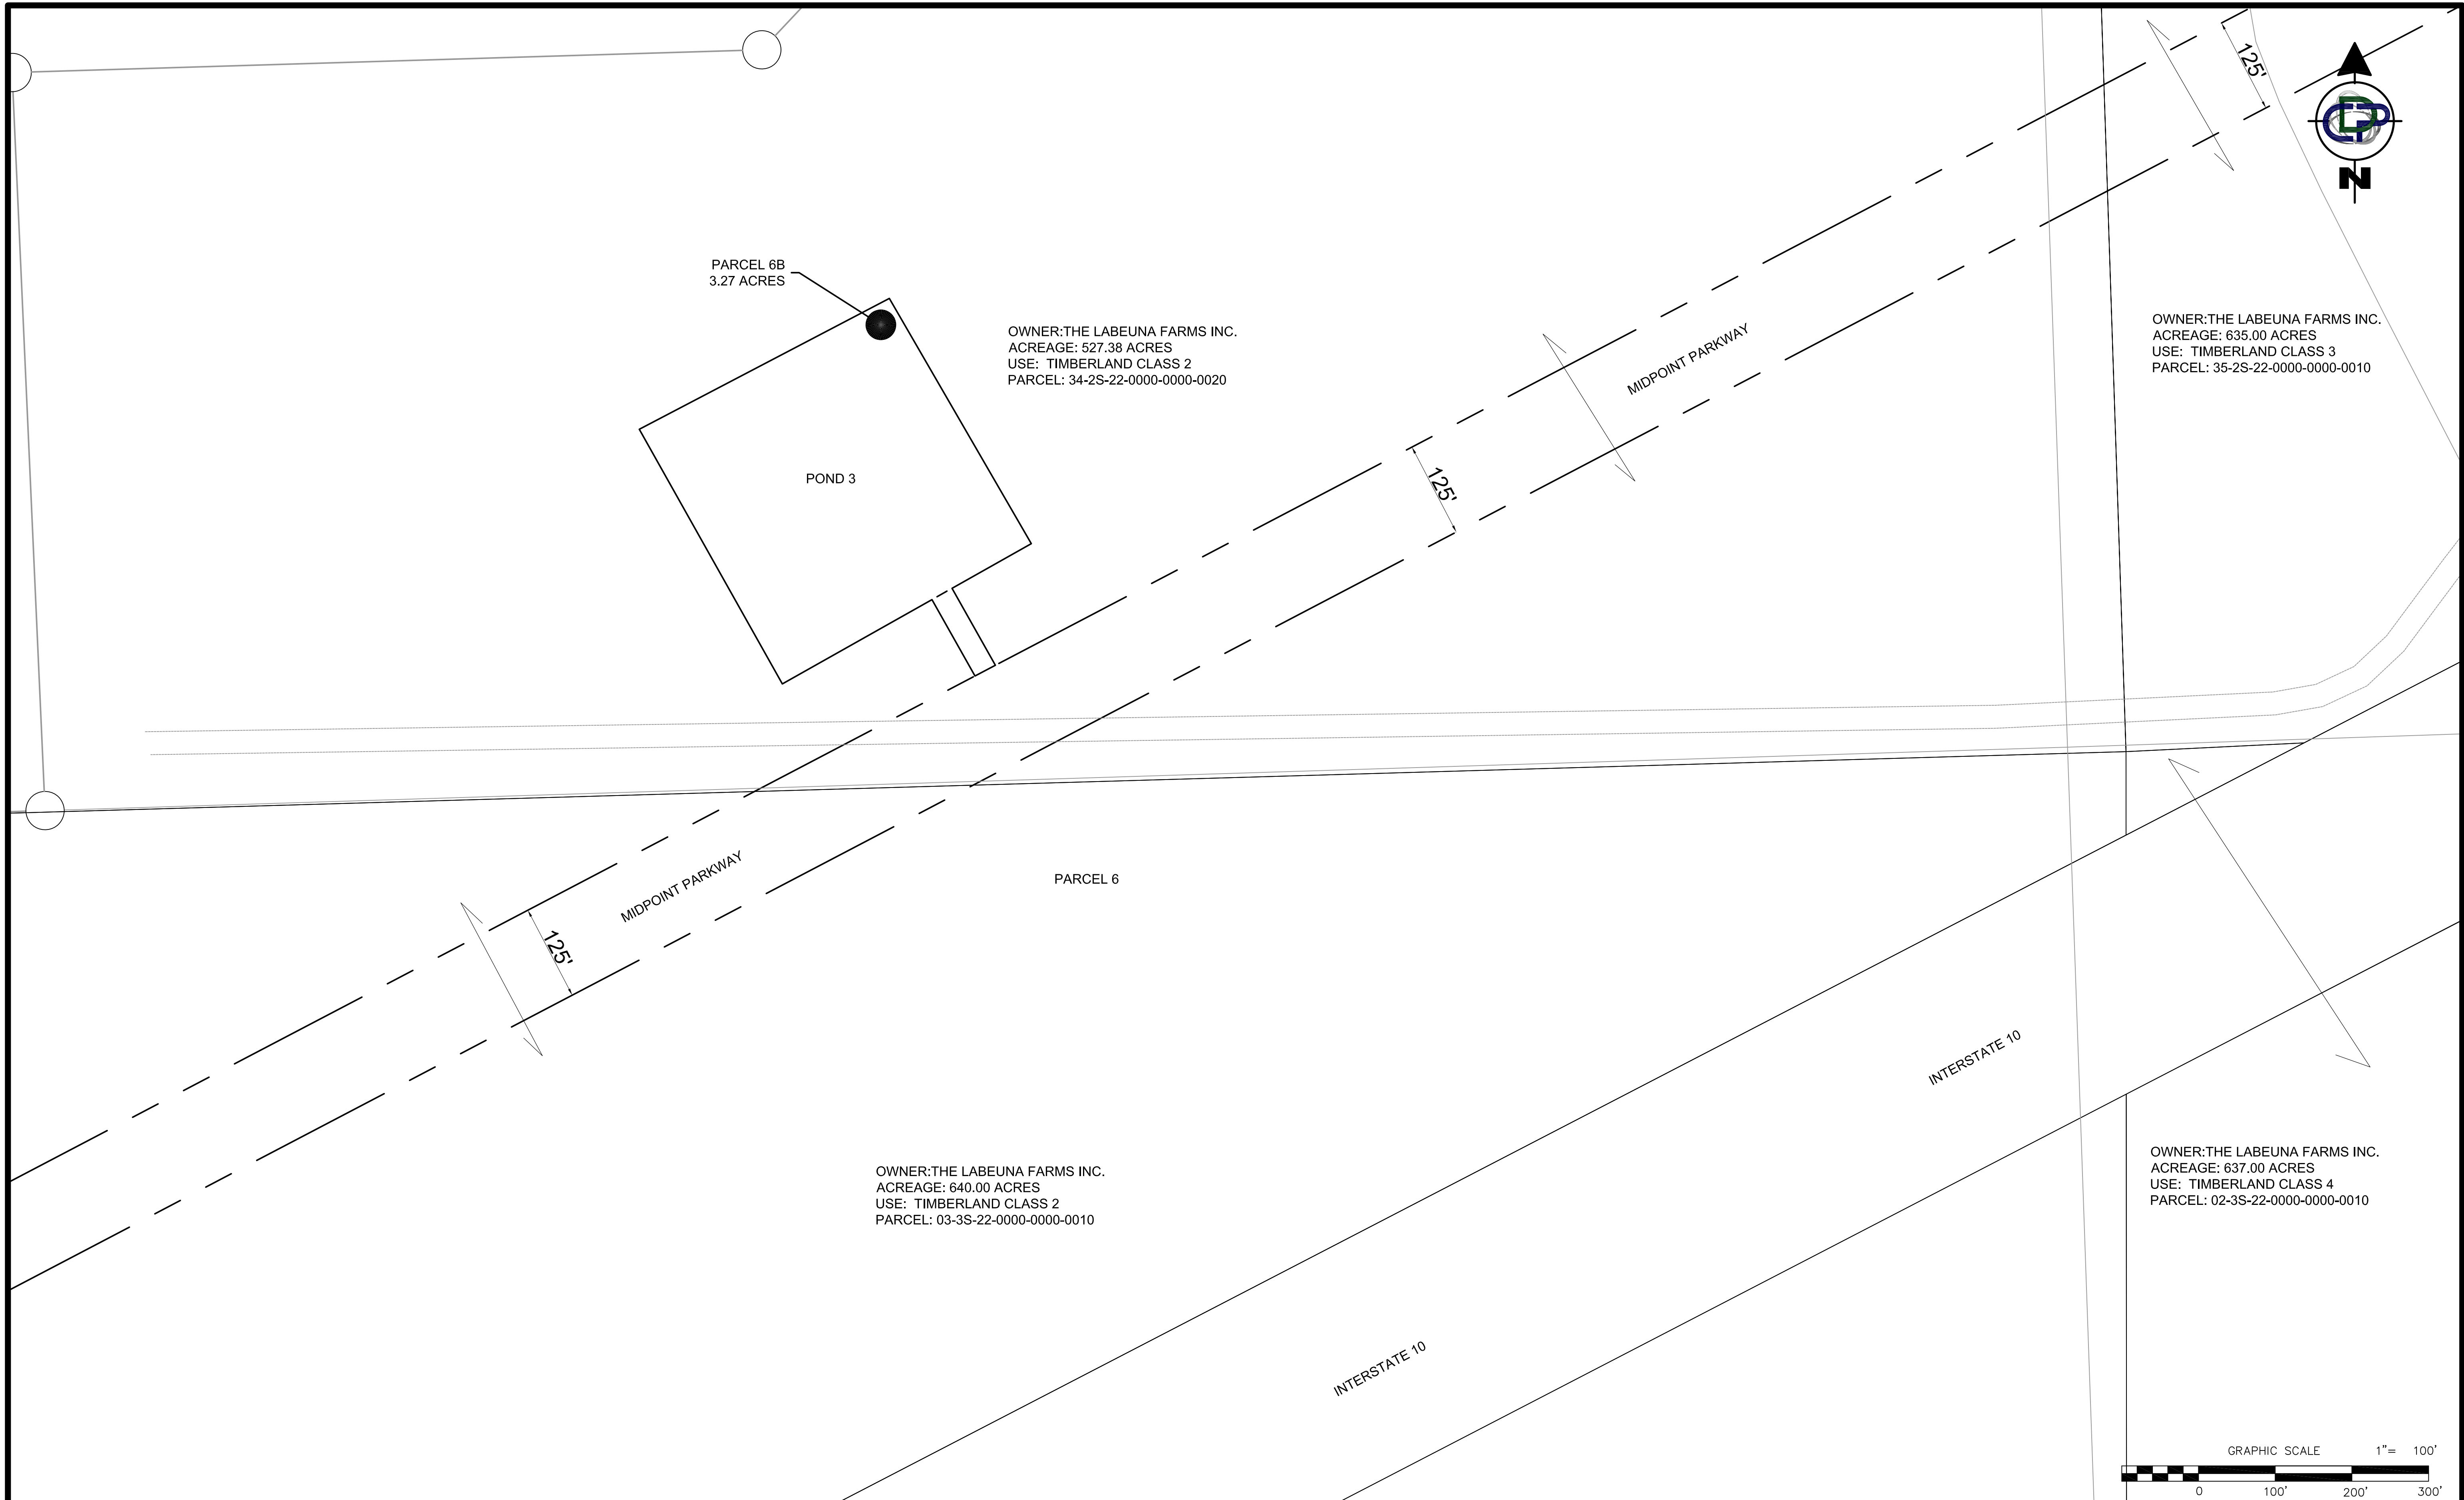 125'
N
PARCEL 6B
3.27 ACRES
OWNER:THE LABEUNA FARMS INC.
ACREAGE: 527.38 ACRES
USE: TIMBERLAND CLASS 2
PARCEL: 34-2S-22-0000-0000-0020
OWNER:THE LABEUNA FARMS INC.
ACREAGE: 635.00 ACRES
USE: TIMBERLAND CLASS 3
PARCEL: 35-2S-22-0000-0000-0010
MIDPOINT PARKWAY
POND 3
125'
MIDPOINT PARKWAY
PARCEL 6
125'
INTERSTATE 10
OWNER:THE LABEUNA FARMS INC.
ACREAGE: 640.00 ACRES
USE: TIMBERLAND CLASS 2
PARCEL: 03-3S-22-0000-0000-0010
OWNER:THE LABEUNA FARMS INC.
ACREAGE: 637.00 ACRES
USE: TIMBERLAND CLASS 4
PARCEL: 02-3S-22-0000-0000-0010
INTERSTATE 10
GRAPHIC SCALE 1"= 100'
0 100' 200' 300'